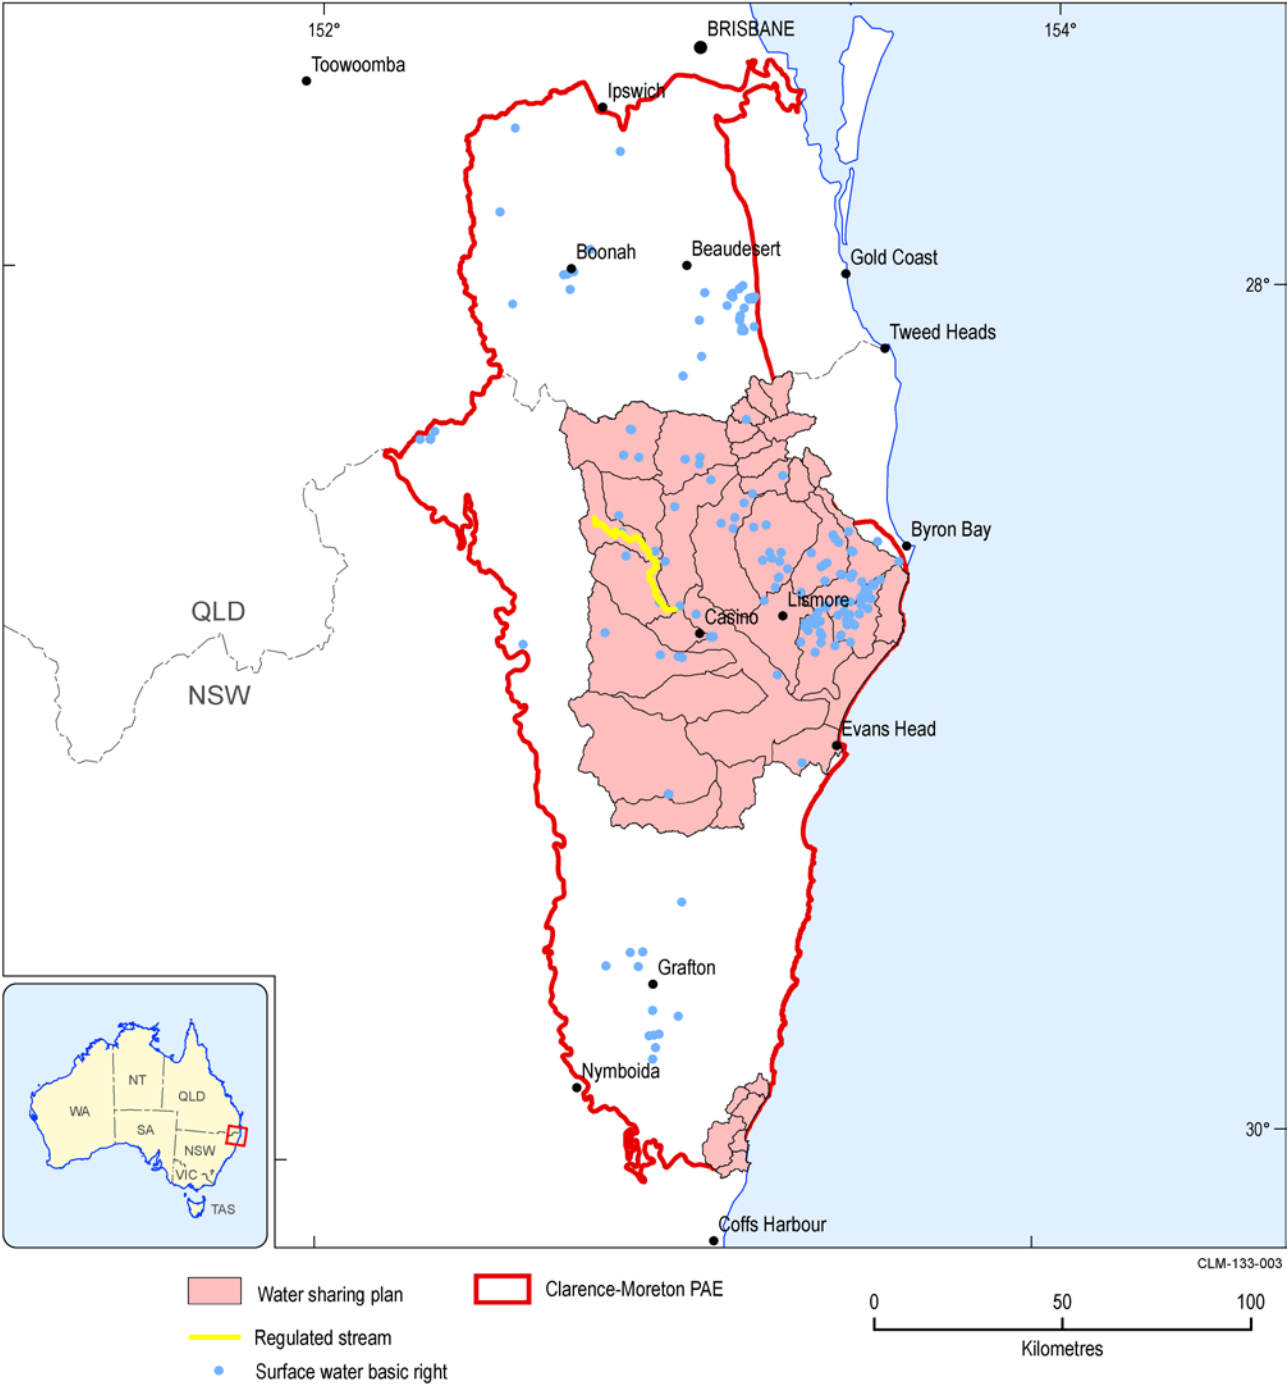 152°
154°
BRISBANE
Toowoomba
Ipswich
Boonah
Beaudesert
Gold Coast
28°
Tweed Heads
Byron Bay
QLD
Lismore
Casino
NSW
Evans Head
Grafton
Nymboida
NT
QLD
WA
SA
NSW
VIC
TAS
30°
Coffs Harbour
CLM-133-003
Water sharing plan
Clarence-Moreton PAE
0 50 100
Regulated stream
Kilometres
Surface water basic right